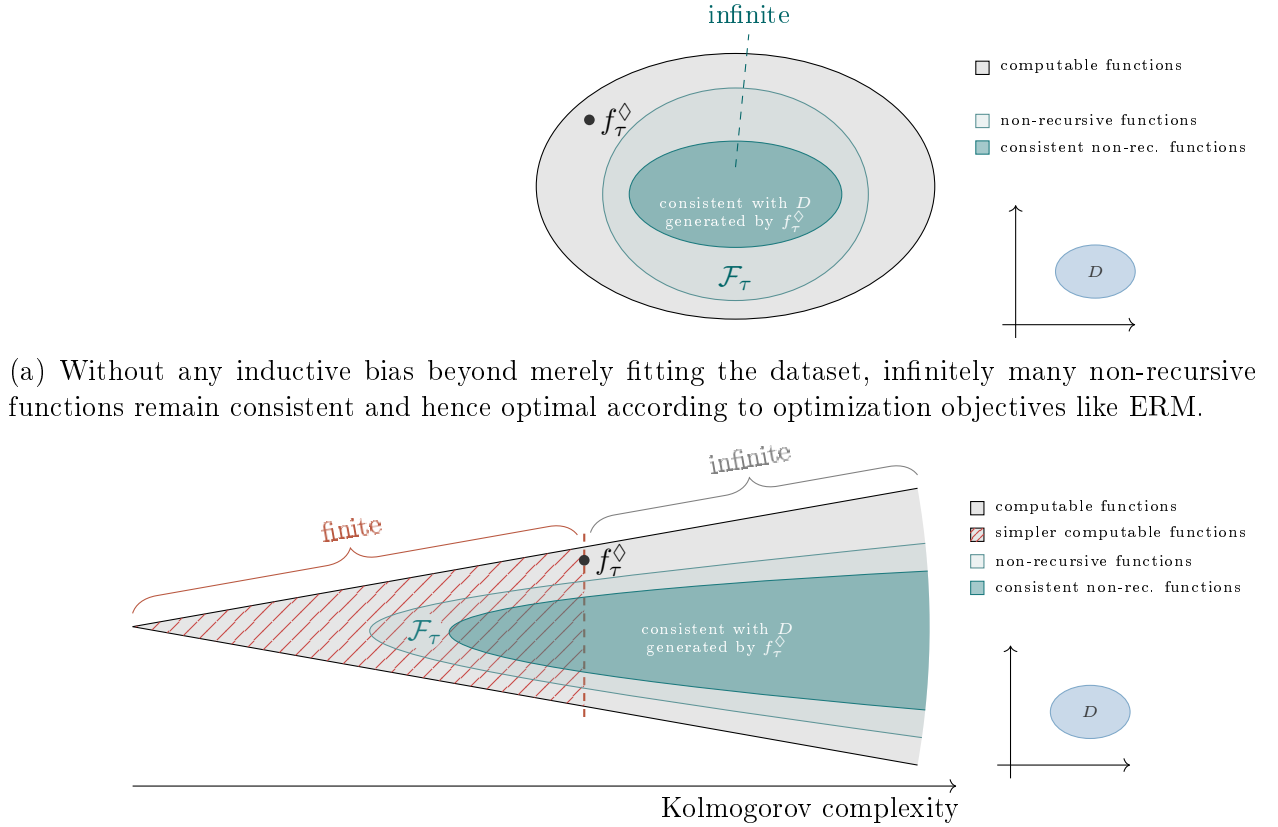 infinite
computable functions
f_τ^◊
non-recursive functions
consistent non-rec. functions
consistent with D
generated by f_τ^◊
F_τ
D
(a) Without any inductive bias beyond merely fitting the dataset, infinitely many non-recursive
functions remain consistent and hence optimal according to optimization objectives like ERM.
infinite
finite
computable functions
simpler computable functions
f_τ^◊
non-recursive functions
consistent non-rec. functions
F_τ
consistent with D
generated by f_τ^◊
D
Kolmogorov complexity